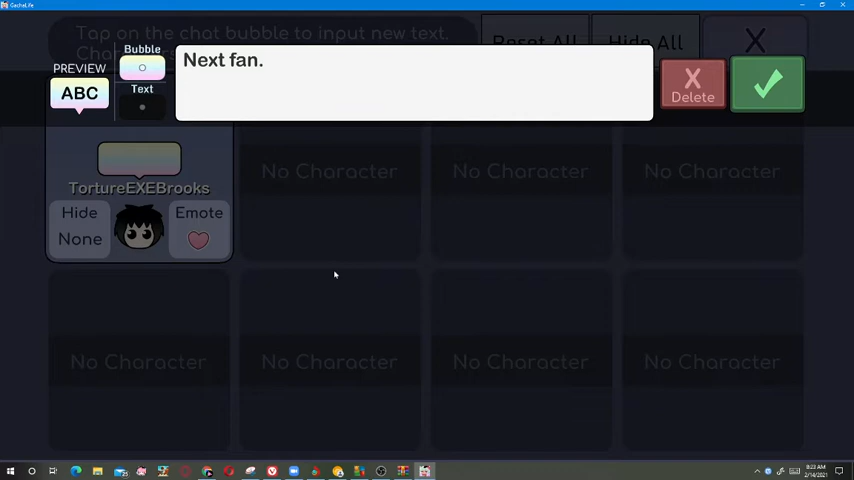 GachaLife
Tap on the chat bubble to input new text.
Reset All
Hide All
X
Bubble
PREVIEW
ABC
Text
Next fan.
X
Delete
TortureEXEBrooks
Hide
None
Emote
No Character
No Character
No Character
No Character
No Character
No Character
No Character
8:23 AM
2/14/2021